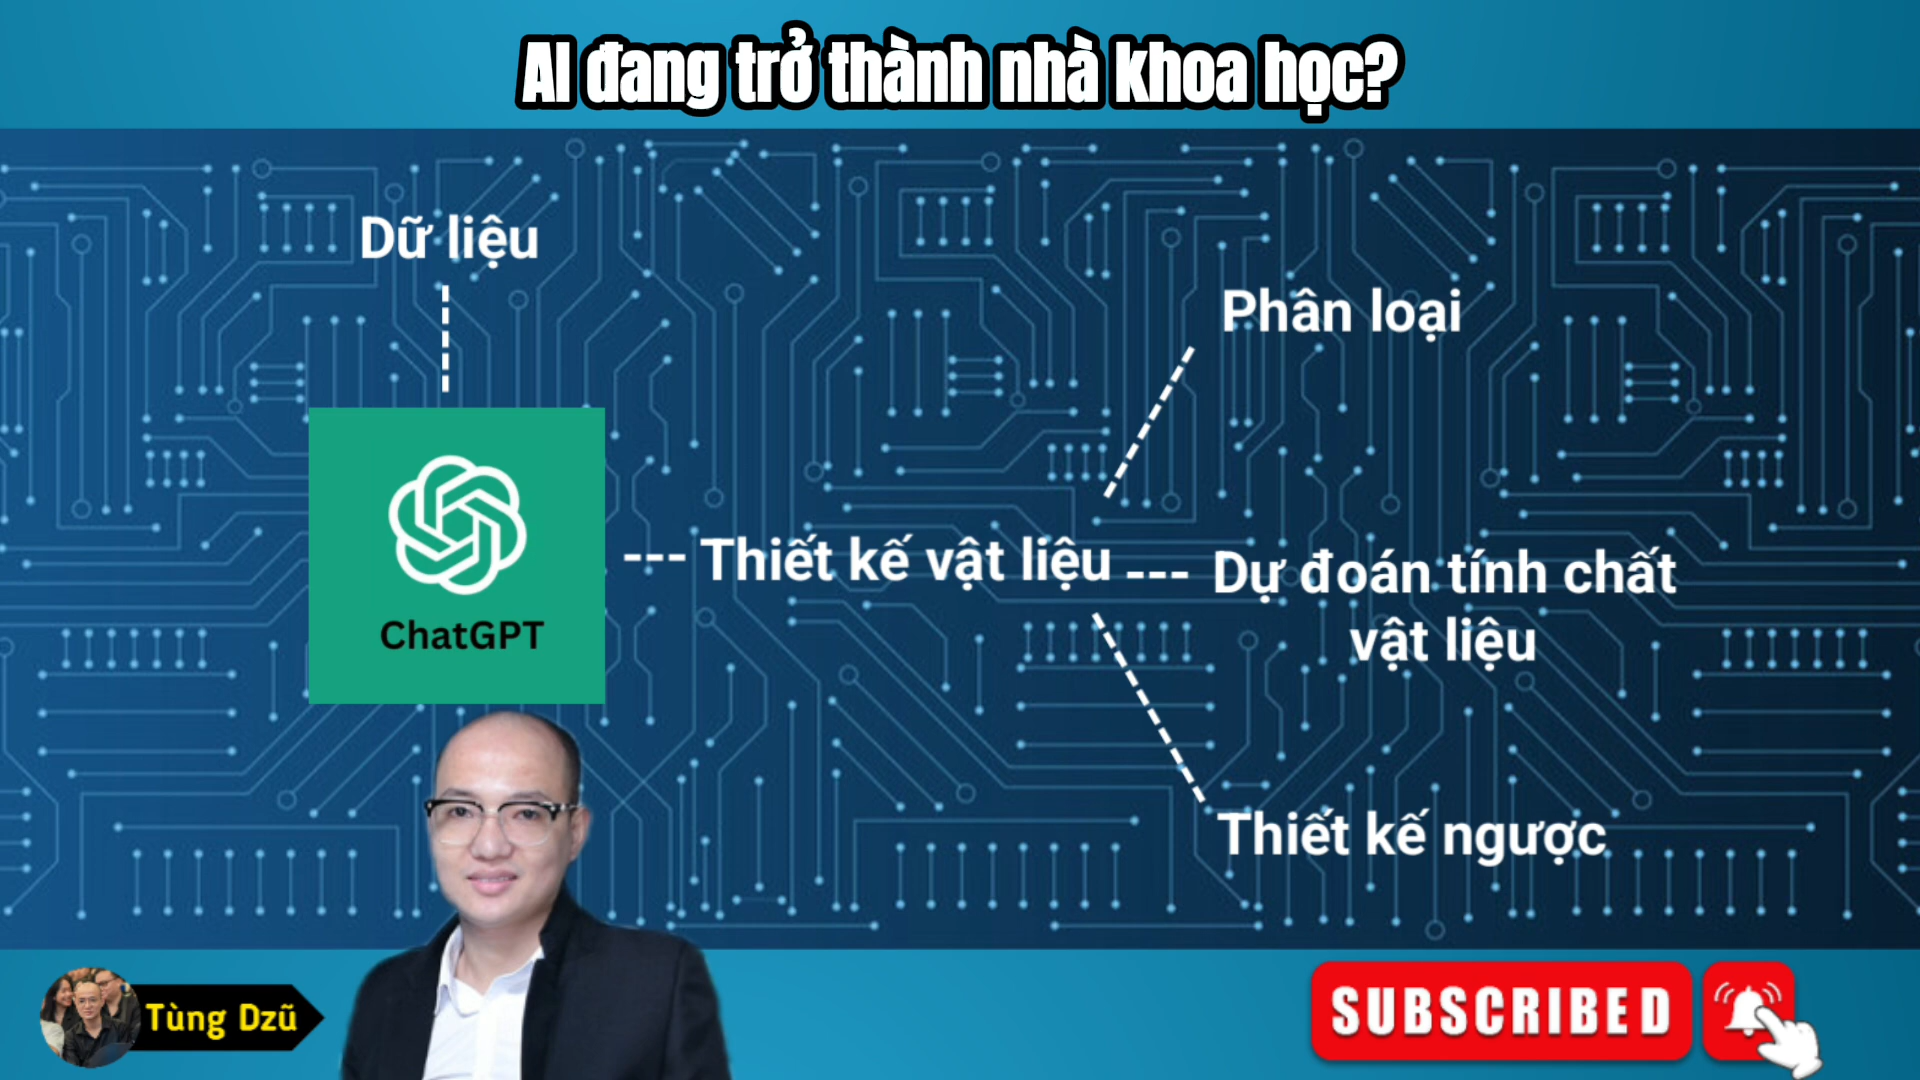 AI đang trở thành nhà khoa học?
Dữ liệu
Phân loại
ChatGPT
--- Thiết kế vật liệu --- Dự đoán tính chất
vật liệu
Thiết kế ngược
Tùng Dzũ
SUBSCRIBED